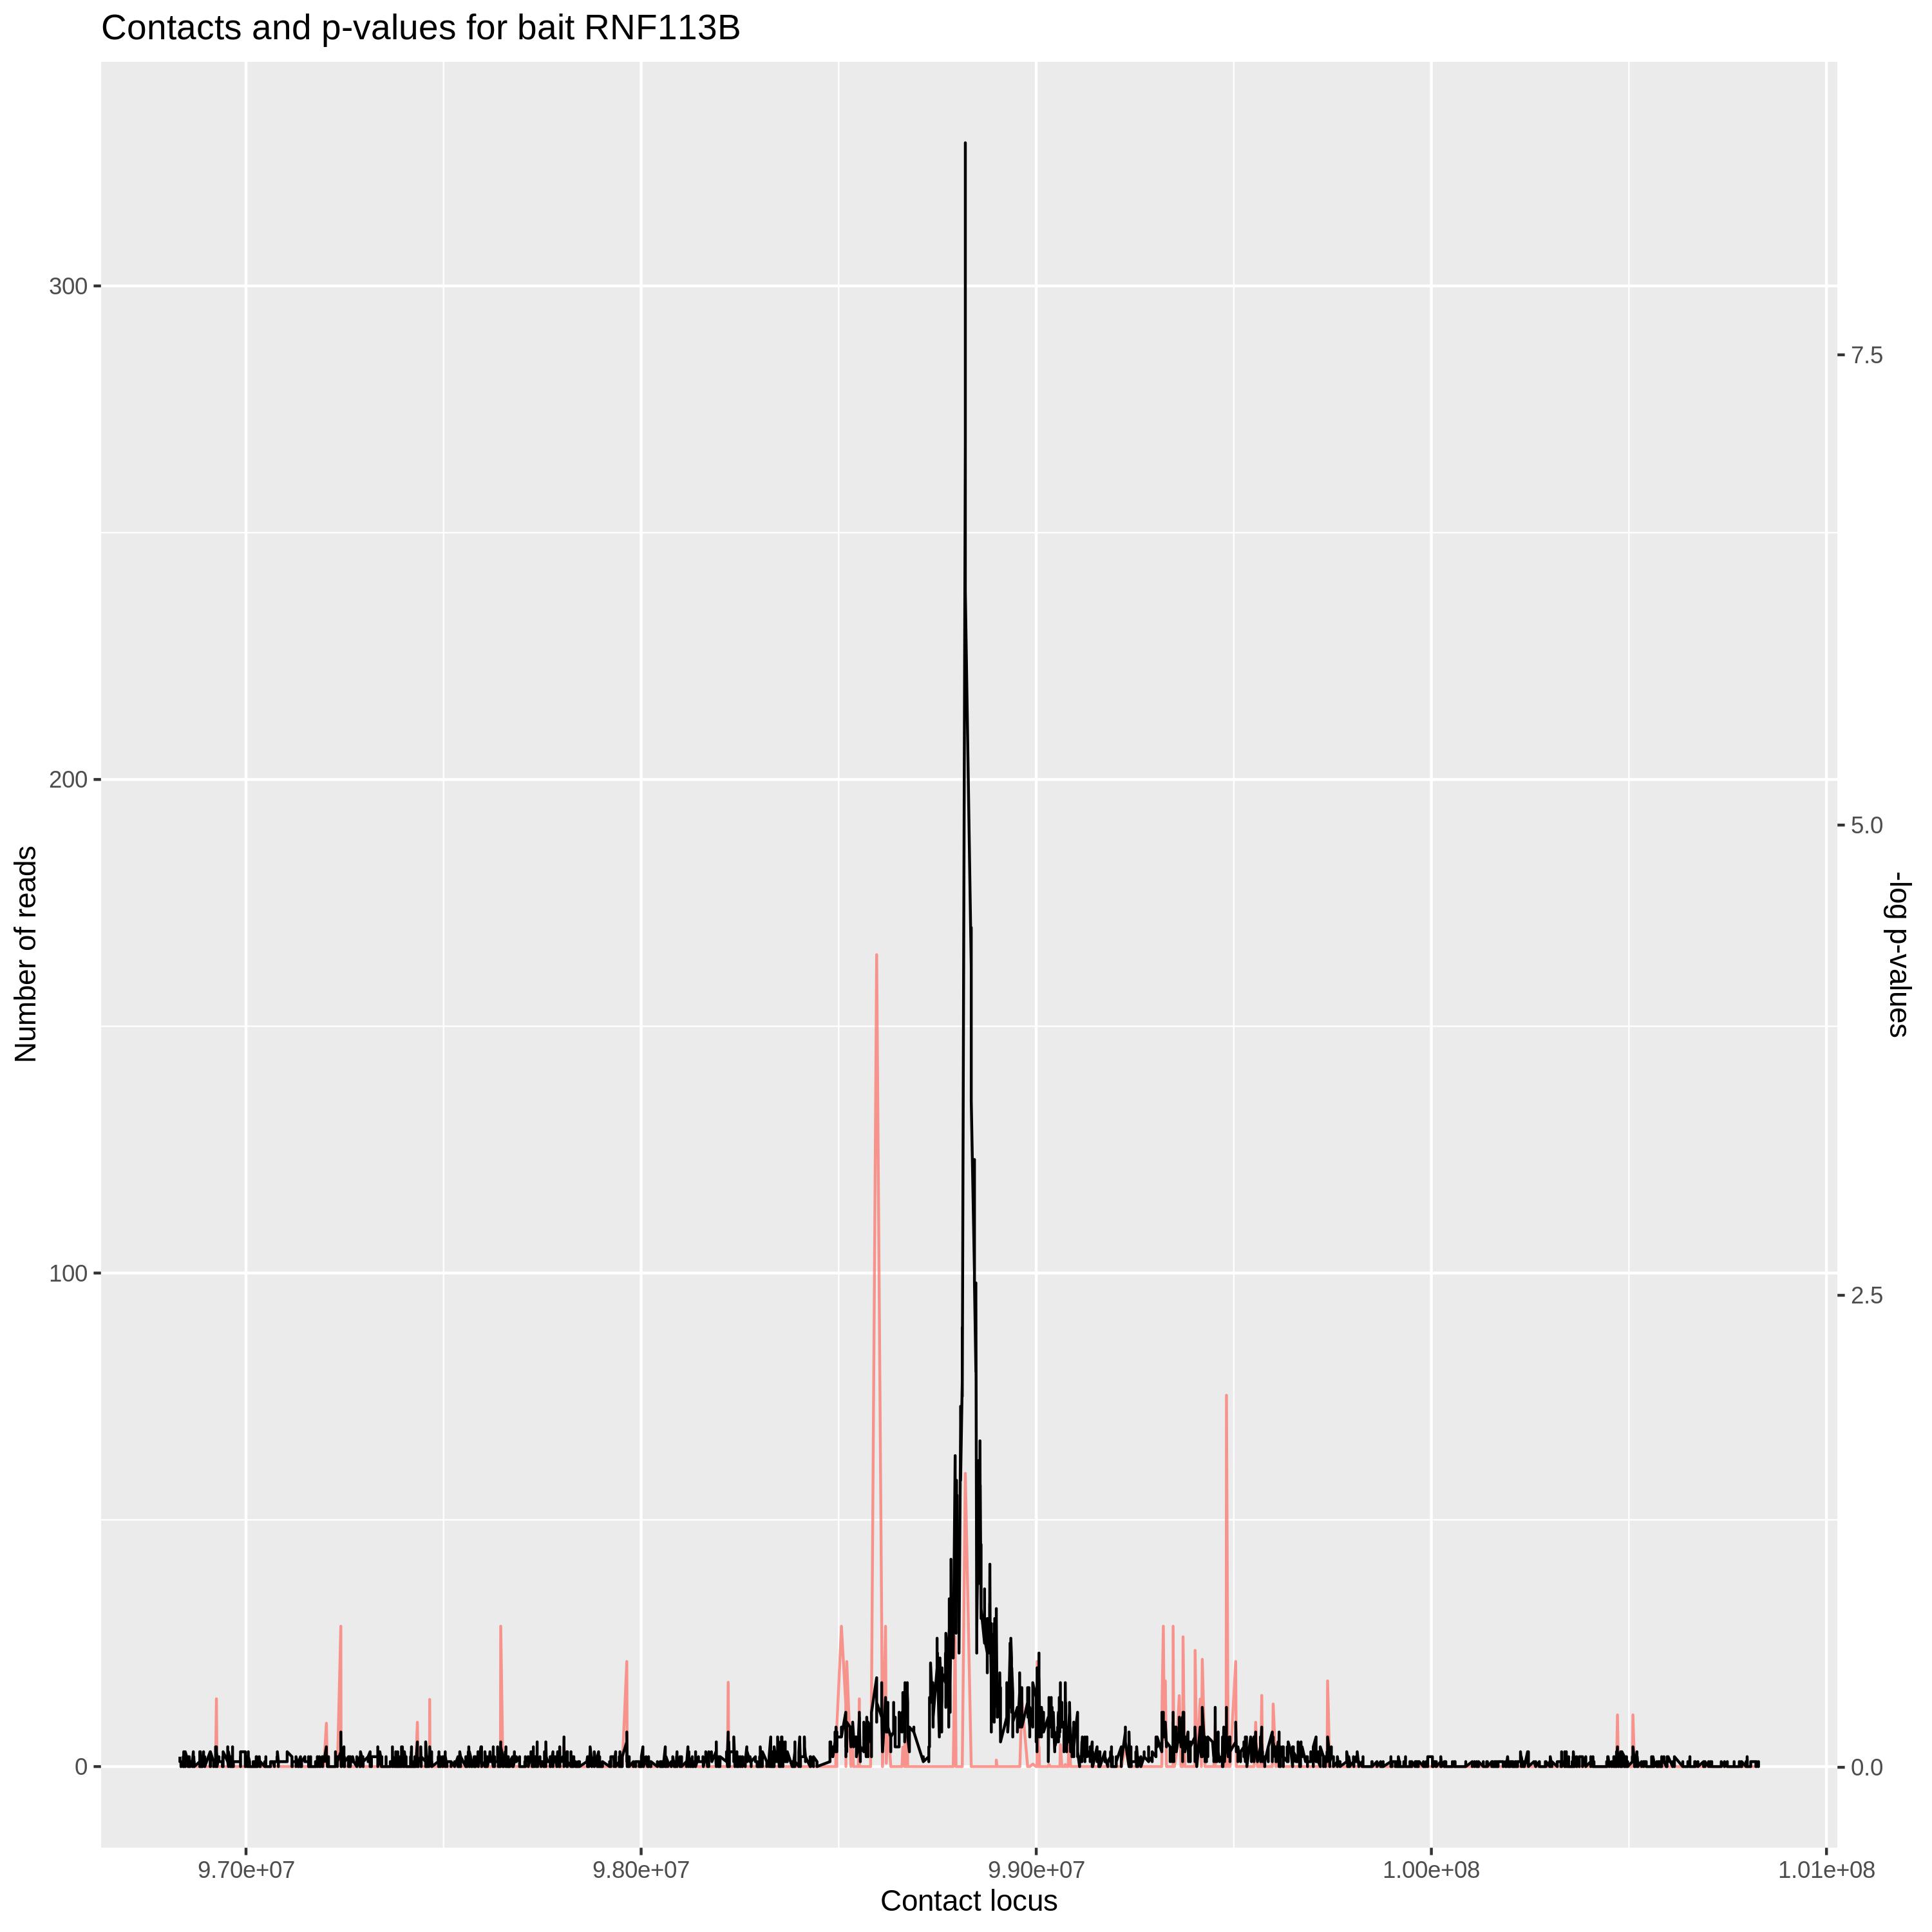 Contacts and p-values for bait RNF113B
300
200
100
0
7.5
5.0
2.5
0.0
Number of reads
-log p-values
9.70e+07
9.80e+07
9.90e+07
1.00e+08
1.01e+08
Contact locus